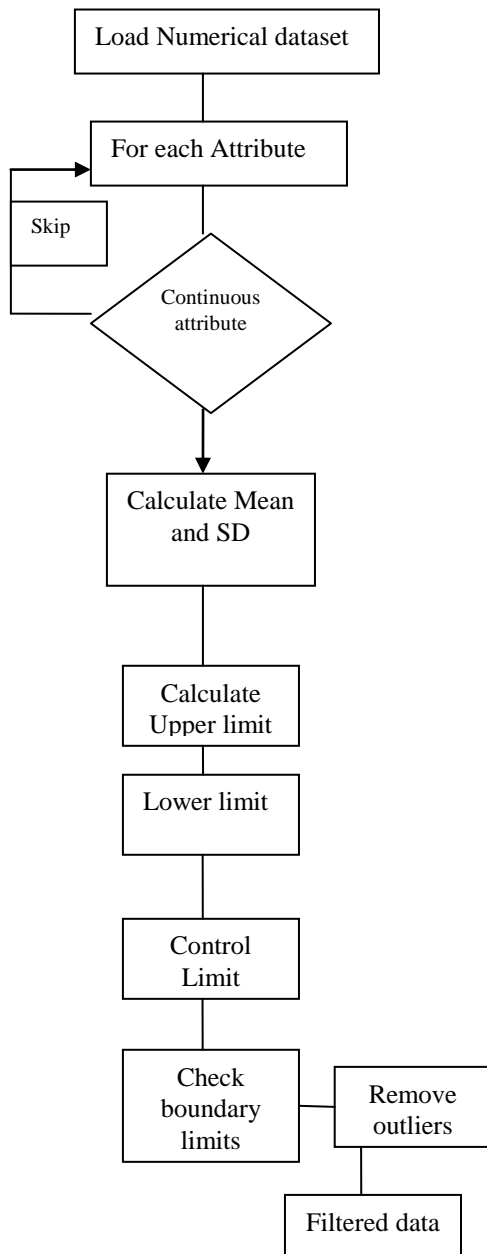 Load Numerical dataset
For each Attribute
Skip
Continuous
attribute
Calculate Mean
and SD
Calculate
Upper limit
Lower limit
Control
Limit
Check
boundary
limits
Remove
outliers
Filtered data